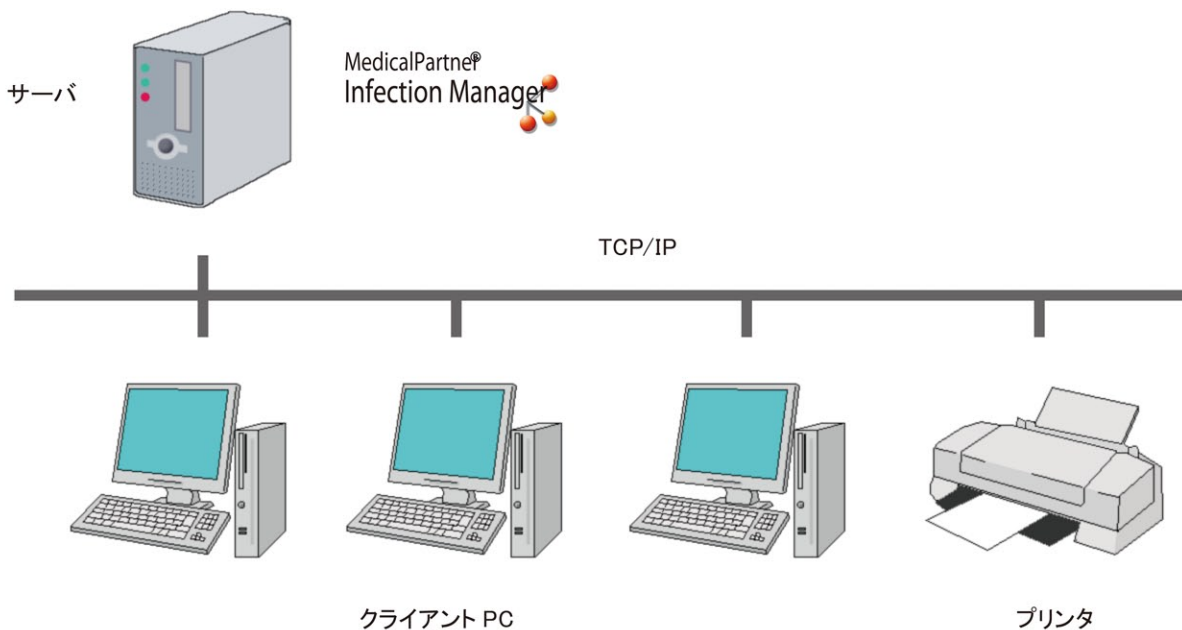 サーバ
MedicalPartner®
Infection Manager
TCP/IP
クライアント PC
プリンタ